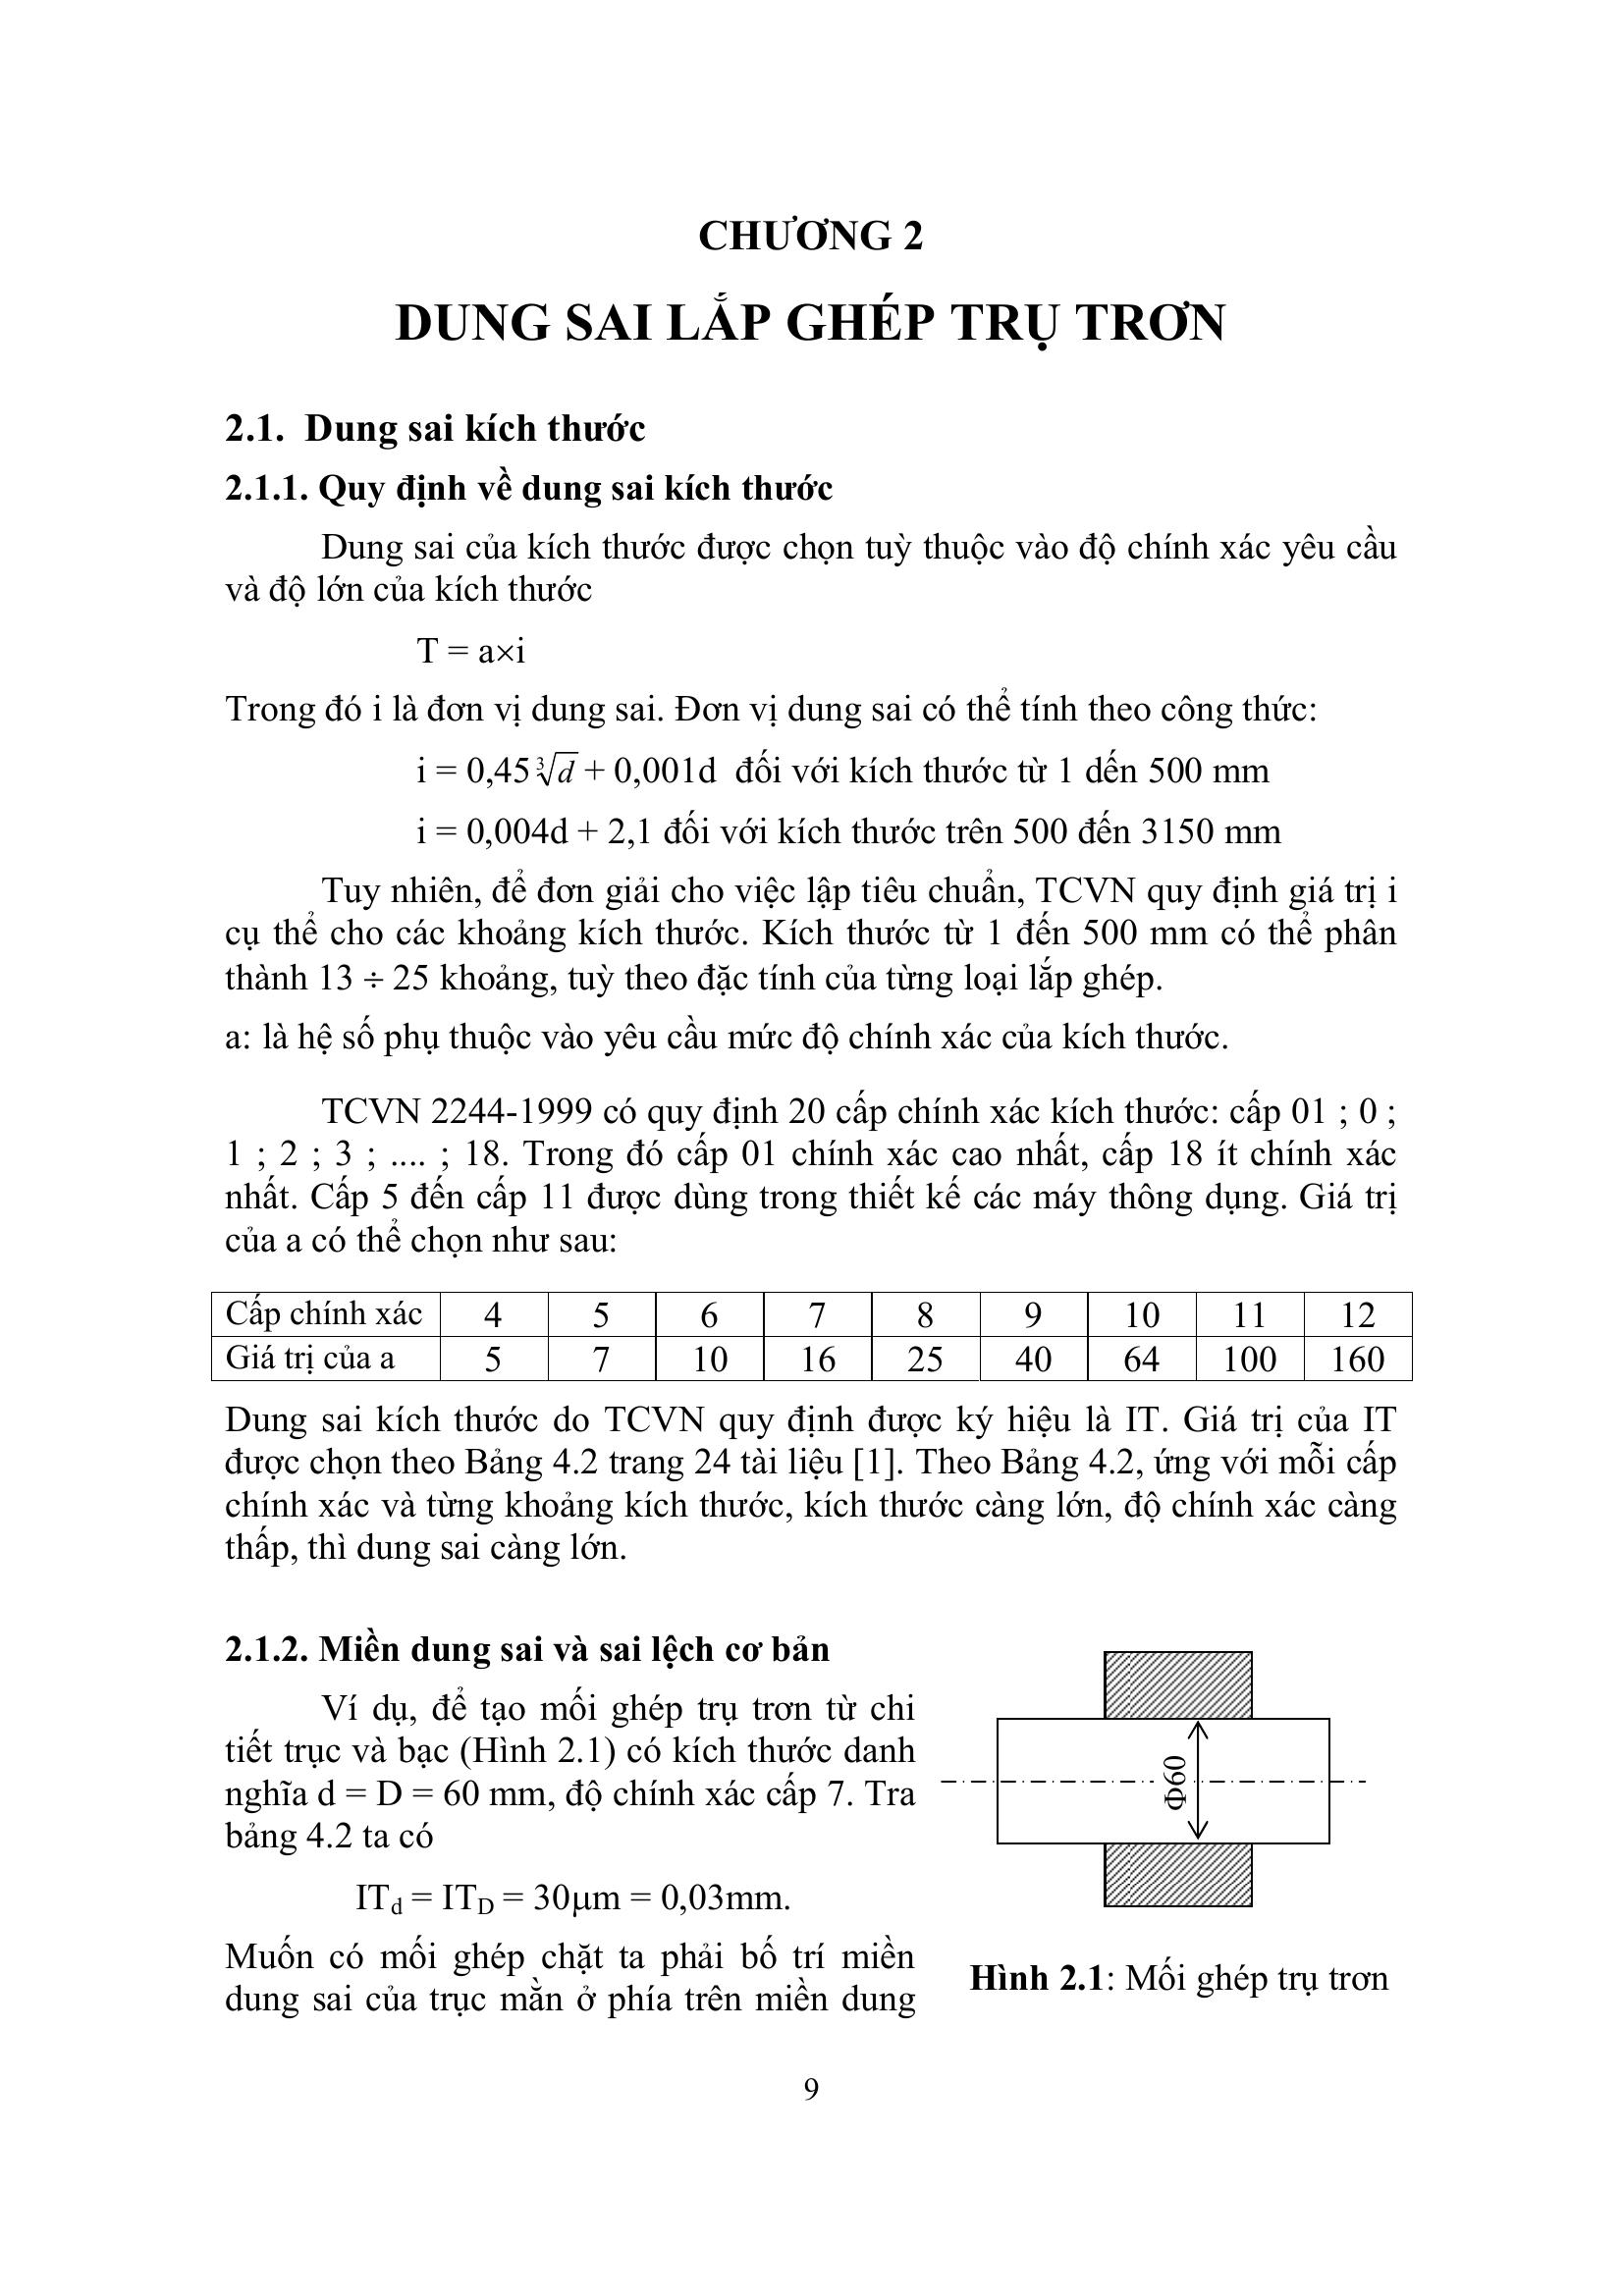 CHƯƠNG 2
DUNG SAI LẮP GHÉP TRỤ TRƠN
2.1. Dung sai kích thước
2.1.1. Quy định về dung sai kích thước
Dung sai của kích thước được chọn tuỳ thuộc vào độ chính xác yêu cầu
và độ lớn của kích thước
T = a×i
Trong đó i là đơn vị dung sai. Đơn vị dung sai có thể tính theo công thức:
i = 0,45 ∛d + 0,001d đối với kích thước từ 1 dến 500 mm
i = 0,004d + 2,1 đối với kích thước trên 500 đến 3150 mm
Tuy nhiên, để đơn giải cho việc lập tiêu chuẩn, TCVN quy định giá trị i
cụ thể cho các khoảng kích thước. Kích thước từ 1 đến 500 mm có thể phân
thành 13 ÷ 25 khoảng, tuỳ theo đặc tính của từng loại lắp ghép.
a: là hệ số phụ thuộc vào yêu cầu mức độ chính xác của kích thước.
TCVN 2244-1999 có quy định 20 cấp chính xác kích thước: cấp 01 ; 0 ;
1 ; 2 ; 3 ; .... ; 18. Trong đó cấp 01 chính xác cao nhất, cấp 18 ít chính xác
nhất. Cấp 5 đến cấp 11 được dùng trong thiết kế các máy thông dụng. Giá trị
của a có thể chọn như sau:
Cấp chính xác 4 5 6 7 8 9 10 11 12
Giá trị của a 5 7 10 16 25 40 64 100 160
Dung sai kích thước do TCVN quy định được ký hiệu là IT. Giá trị của IT
được chọn theo Bảng 4.2 trang 24 tài liệu [1]. Theo Bảng 4.2, ứng với mỗi cấp
chính xác và từng khoảng kích thước, kích thước càng lớn, độ chính xác càng
thấp, thì dung sai càng lớn.
2.1.2. Miền dung sai và sai lệch cơ bản
Ví dụ, để tạo mối ghép trụ trơn từ chi
tiết trục và bạc (Hình 2.1) có kích thước danh
nghĩa d = D = 60 mm, độ chính xác cấp 7. Tra
bảng 4.2 ta có
ITd = ITD = 30μm = 0,03mm.
Muốn có mối ghép chặt ta phải bố trí miền
dung sai của trục mằn ở phía trên miền dung
Φ60
Hình 2.1: Mối ghép trụ trơn
9